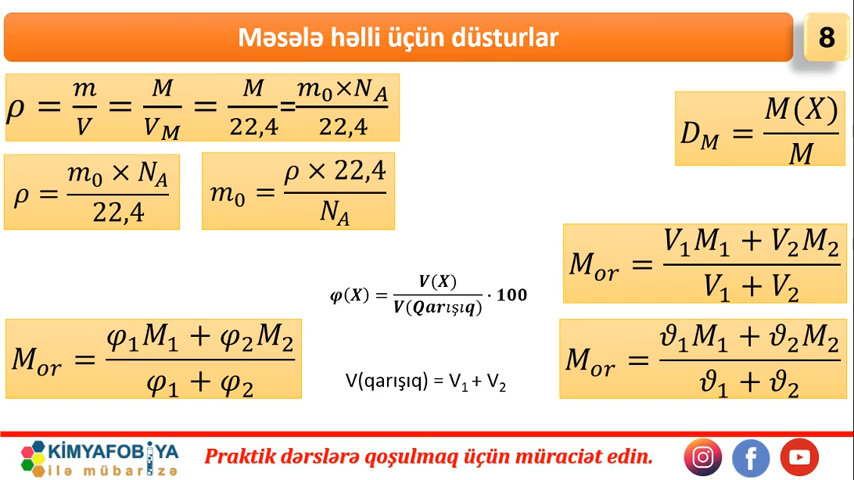 Məsələ həlli üçün düsturlar
8
ρ = m/V = M/V_M = M/22,4 = m₀×N_A/22,4
D_M = M(X)/M
ρ = m₀ × N_A/22,4
m₀ = ρ × 22,4/N_A
M_or = V₁M₁ + V₂M₂/V₁ + V₂
φ(X) = V(X)/V(Qarışıq) · 100
M_or = φ₁M₁ + φ₂M₂/φ₁ + φ₂
V(qarışıq) = V₁ + V₂
M_or = ϑ₁M₁ + ϑ₂M₂/ϑ₁ + ϑ₂
KİMYAFOBİYA
ilə mübarizə
Praktik dərslərə qoşulmaq üçün müraciət edin.